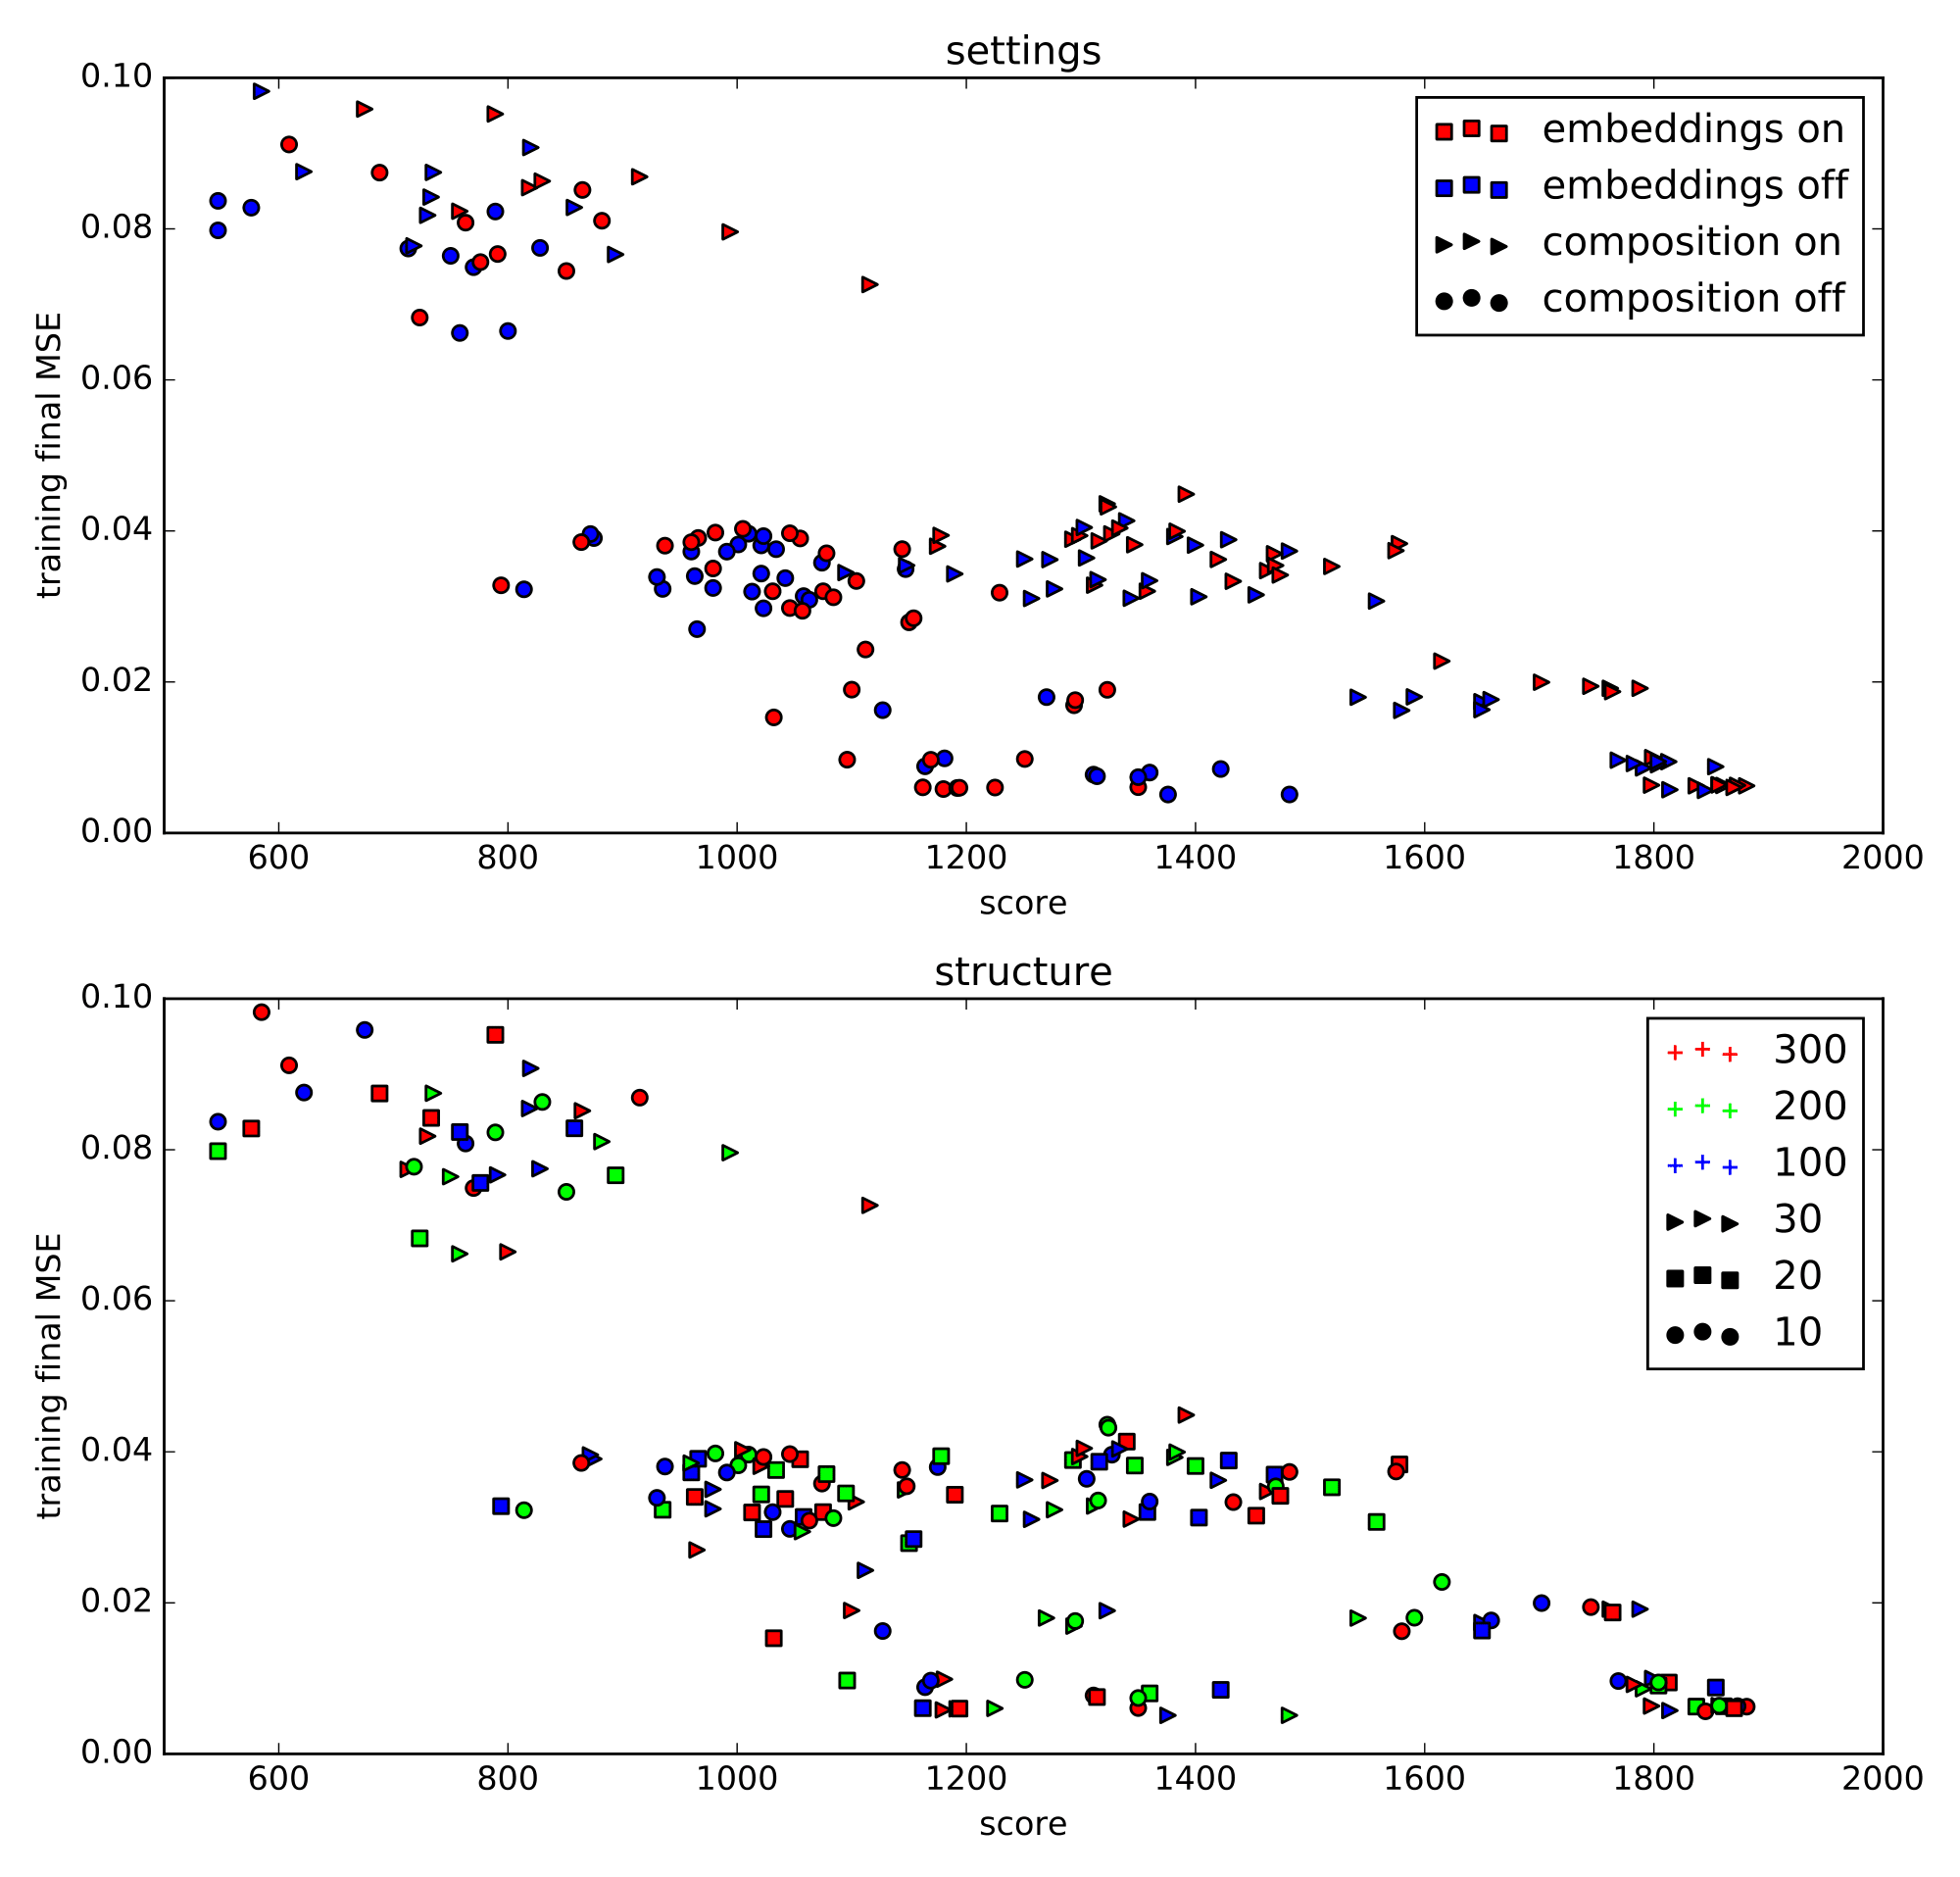 settings
0.10
0.08
0.06
0.04
0.02
0.00
training final MSE
embeddings on
embeddings off
composition on
composition off
600 800 1000 1200 1400 1600 1800 2000
score
structure
0.10
0.08
0.06
0.04
0.02
0.00
training final MSE
300
200
100
30
20
10
600 800 1000 1200 1400 1600 1800 2000
score